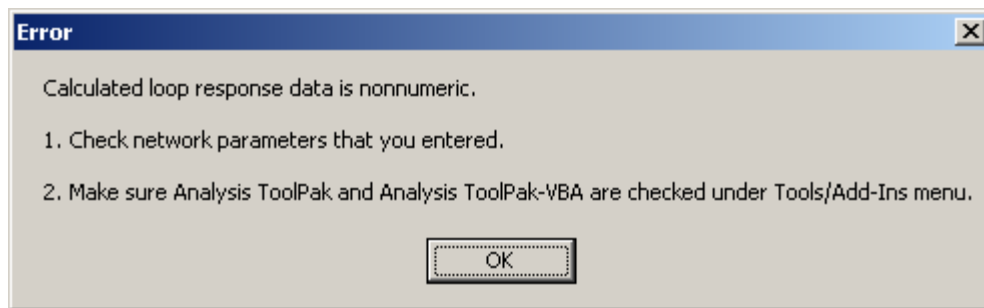 Error
Calculated loop response data is nonnumeric.
1. Check network parameters that you entered.
2. Make sure Analysis ToolPak and Analysis ToolPak-VBA are checked under Tools/Add-Ins menu.
OK